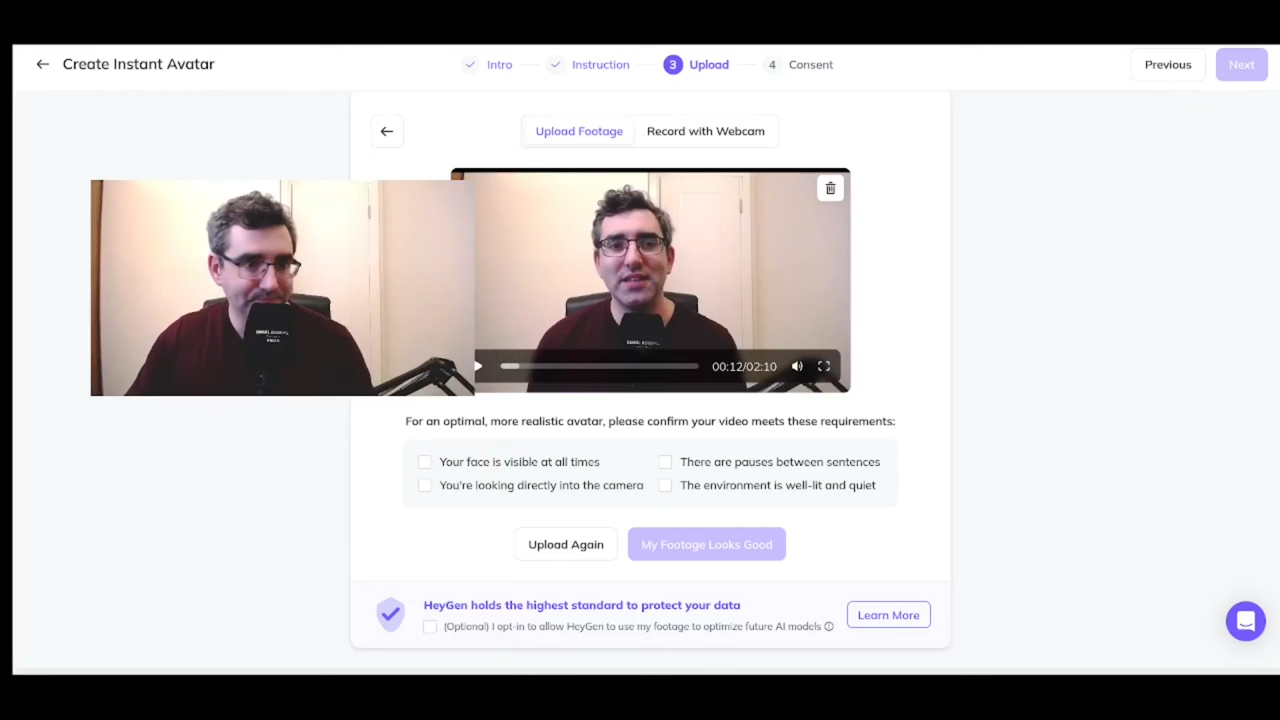 Create Instant Avatar
Intro
Instruction
3 Upload
4 Consent
Previous
Next
Upload Footage
Record with Webcam
00:12/02:10
For an optimal, more realistic avatar, please confirm your video meets these requirements:
Your face is visible at all times
There are pauses between sentences
You're looking directly into the camera
The environment is well-lit and quiet
Upload Again
My Footage Looks Good
HeyGen holds the highest standard to protect your data
(Optional) I opt-in to allow HeyGen to use my footage to optimize future AI models
Learn More